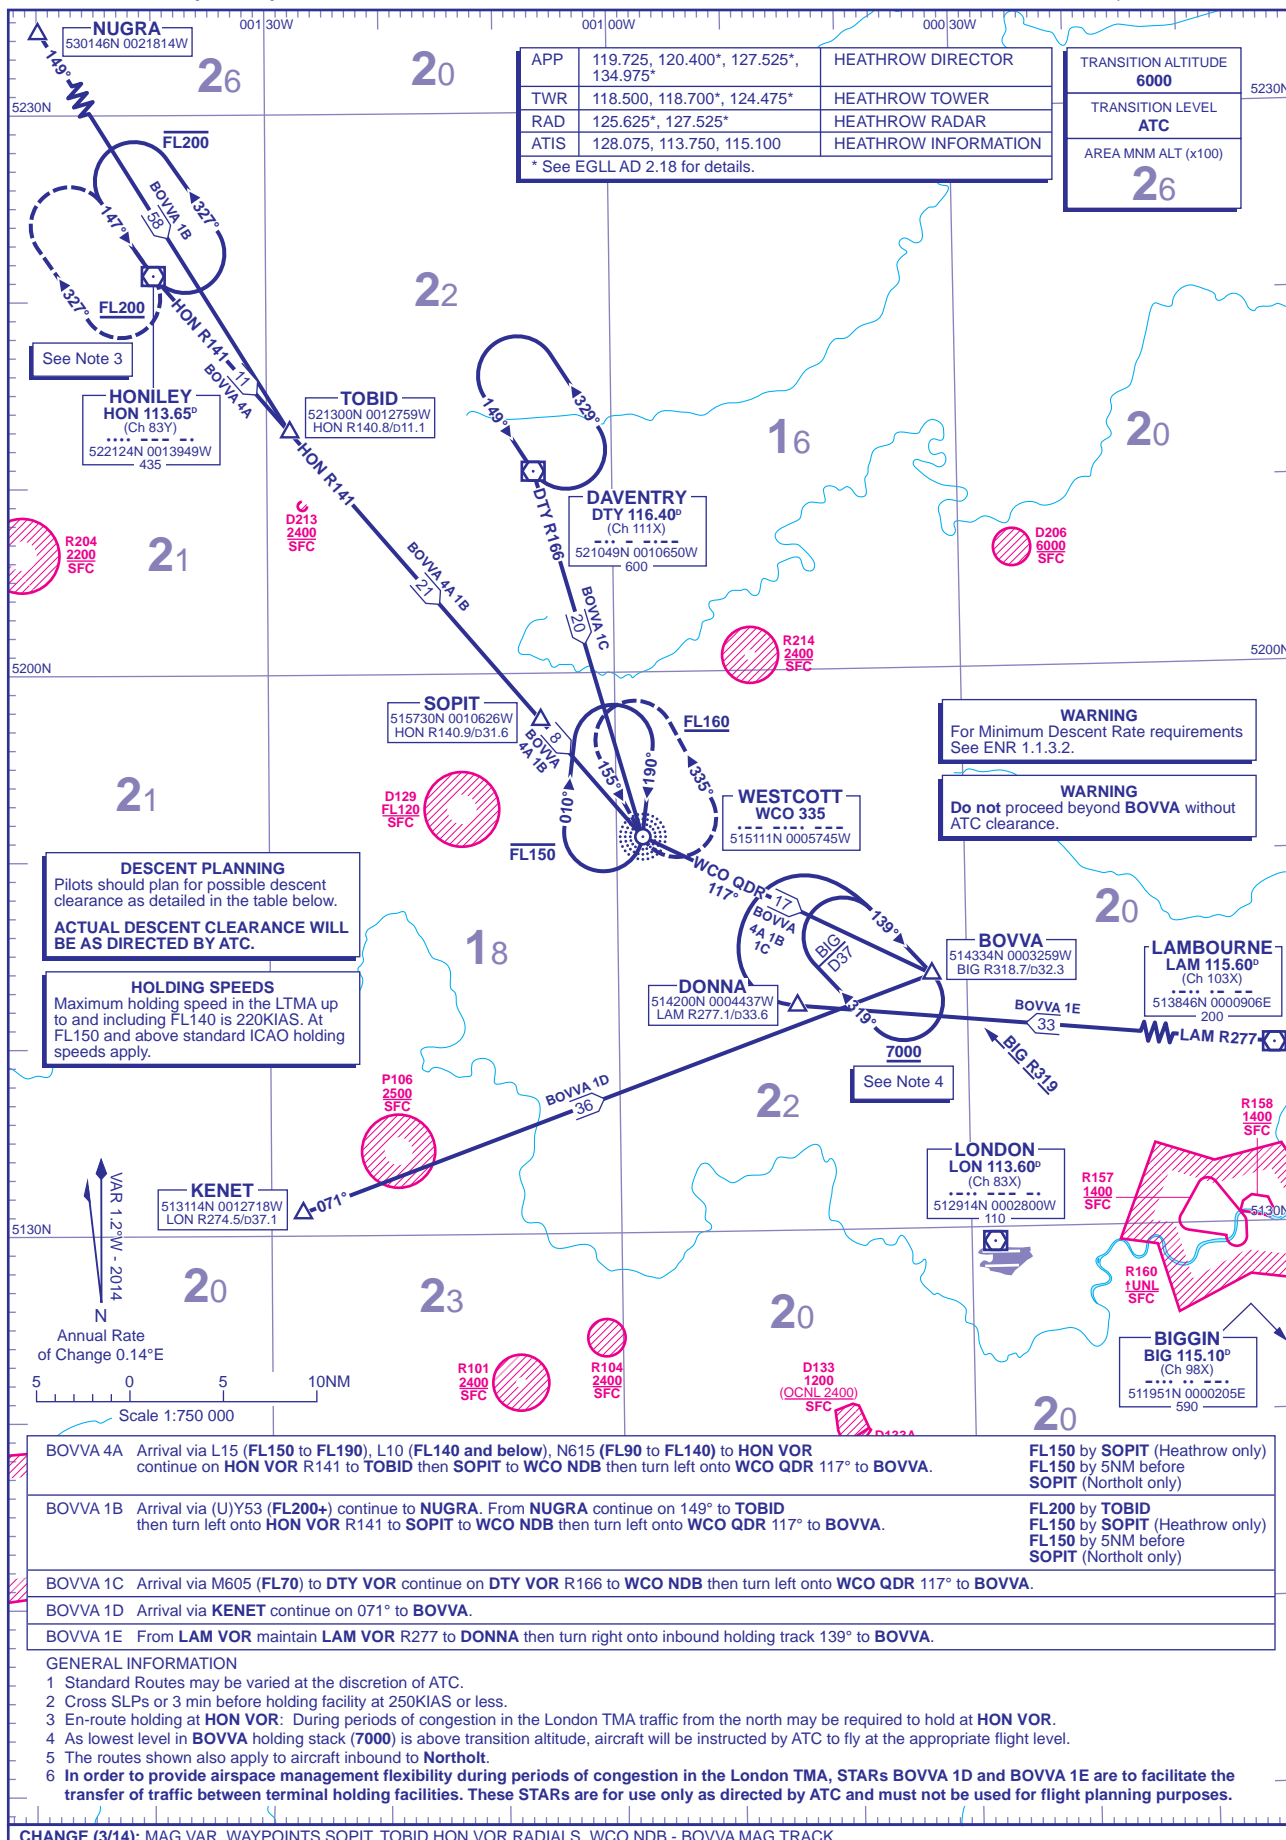 001.30W
001.00W
000.30W
NUGRA
530146N 0021814W
149°
26
20
5230N
5230N
APP 119.725, 120.400*, 127.525*, 134.975* HEATHROW DIRECTOR
TWR 118.500, 118.700*, 124.475* HEATHROW TOWER
RAD 125.625*, 127.525* HEATHROW RADAR
ATIS 128.075, 113.750, 115.100 HEATHROW INFORMATION
* See EGLL AD 2.18 for details.
TRANSITION ALTITUDE
6000
TRANSITION LEVEL
ATC
AREA MNM ALT (x100)
26
FL200
BOVVA 1B
58
327°
147°
327°
FL200
See Note 3
HON R141
11
BOVVA 4A
22
HONILEY
HON 113.65D
(Ch 83Y)
522124N 0013949W
435
TOBID
521300N 0012759W
HON R140.8/D11.1
HON R141
149°
329°
16
20
DAVENTRY
DTY 116.40D
(Ch 111X)
521049N 0010650W
600
DTY R166
D213
2400
SFC
R204
2200
SFC
21
D206
6000
SFC
BOVVA 4A 1B
21
BOVVA 1C
20
R214
2400
SFC
5200N
5200N
SOPIT
515730N 0010626W
HON R140.9/D31.6
8
BOVVA
4A 1B
FL160
155°
190°
335°
010°
FL150
WARNING
For Minimum Descent Rate requirements
See ENR 1.1.3.2.
WARNING
Do not proceed beyond BOVVA without
ATC clearance.
21
D129
FL120
SFC
WESTCOTT
WCO 335
515111N 0005745W
DESCENT PLANNING
Pilots should plan for possible descent
clearance as detailed in the table below.
ACTUAL DESCENT CLEARANCE WILL
BE AS DIRECTED BY ATC.
HOLDING SPEEDS
Maximum holding speed in the LTMA up
to and including FL140 is 220KIAS. At
FL150 and above standard ICAO holding
speeds apply.
18
WCO QDR
117°
17
BOVVA
4A 1B
1C
139°
BIG
D37
20
BOVVA
514334N 0003259W
BIG R318.7/D32.3
LAMBOURNE
LAM 115.60D
(Ch 103X)
513846N 0000906E
200
DONNA
514200N 0004437W
LAM R277.1/D33.6
319°
BOVVA 1E
33
LAM R277
BIG R319
7000
See Note 4
P106
2500
SFC
BOVVA 1D
36
22
R158
1400
SFC
LONDON
LON 113.60D
(Ch 83X)
512914N 0002800W
110
R157
1400
SFC
KENET
513114N 0012718W
LON R274.5/D37.1
071°
VAR 1.2°W - 2014
N
Annual Rate
of Change 0.14°E
5130N
5130N
R160
↑UNL
SFC
20
23
20
BIGGIN
BIG 115.10D
(Ch 98X)
511951N 0000205E
590
5 0 5 10NM
Scale 1:750 000
R101
2400
SFC
R104
2400
SFC
D133
1200
(OCNL 2400)
SFC
D133A
20
BOVVA 4A Arrival via L15 (FL150 to FL190), L10 (FL140 and below), N615 (FL90 to FL140) to HON VOR
continue on HON VOR R141 to TOBID then SOPIT to WCO NDB then turn left onto WCO QDR 117° to BOVVA.
FL150 by SOPIT (Heathrow only)
FL150 by 5NM before
SOPIT (Northolt only)
BOVVA 1B Arrival via (U)Y53 (FL200+) continue to NUGRA. From NUGRA continue on 149° to TOBID
then turn left onto HON VOR R141 to SOPIT to WCO NDB then turn left onto WCO QDR 117° to BOVVA.
FL200 by TOBID
FL150 by SOPIT (Heathrow only)
FL150 by 5NM before
SOPIT (Northolt only)
BOVVA 1C Arrival via M605 (FL70) to DTY VOR continue on DTY VOR R166 to WCO NDB then turn left onto WCO QDR 117° to BOVVA.
BOVVA 1D Arrival via KENET continue on 071° to BOVVA.
BOVVA 1E From LAM VOR maintain LAM VOR R277 to DONNA then turn right onto inbound holding track 139° to BOVVA.
GENERAL INFORMATION
1 Standard Routes may be varied at the discretion of ATC.
2 Cross SLPs or 3 min before holding facility at 250KIAS or less.
3 En-route holding at HON VOR: During periods of congestion in the London TMA traffic from the north may be required to hold at HON VOR.
4 As lowest level in BOVVA holding stack (7000) is above transition altitude, aircraft will be instructed by ATC to fly at the appropriate flight level.
5 The routes shown also apply to aircraft inbound to Northolt.
6 In order to provide airspace management flexibility during periods of congestion in the London TMA, STARs BOVVA 1D and BOVVA 1E are to facilitate the
transfer of traffic between terminal holding facilities. These STARs are for use only as directed by ATC and must not be used for flight planning purposes.
CHANGE (3/14): MAG VAR. WAYPOINTS SOPIT, TOBID HON VOR RADIALS. WCO NDB - BOVVA MAG TRACK.